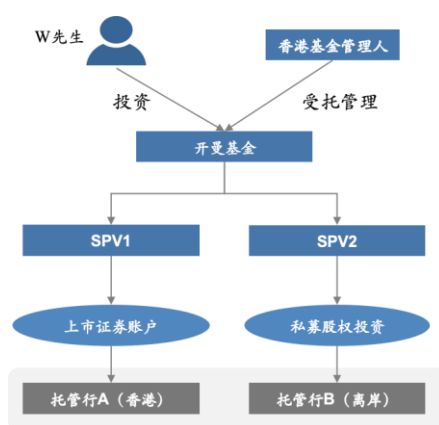 W先生
香港基金管理人
投资
受托管理
开曼基金
SPV1
SPV2
上市证券账户
私募股权投资
托管行A（香港）
托管行B（离岸）